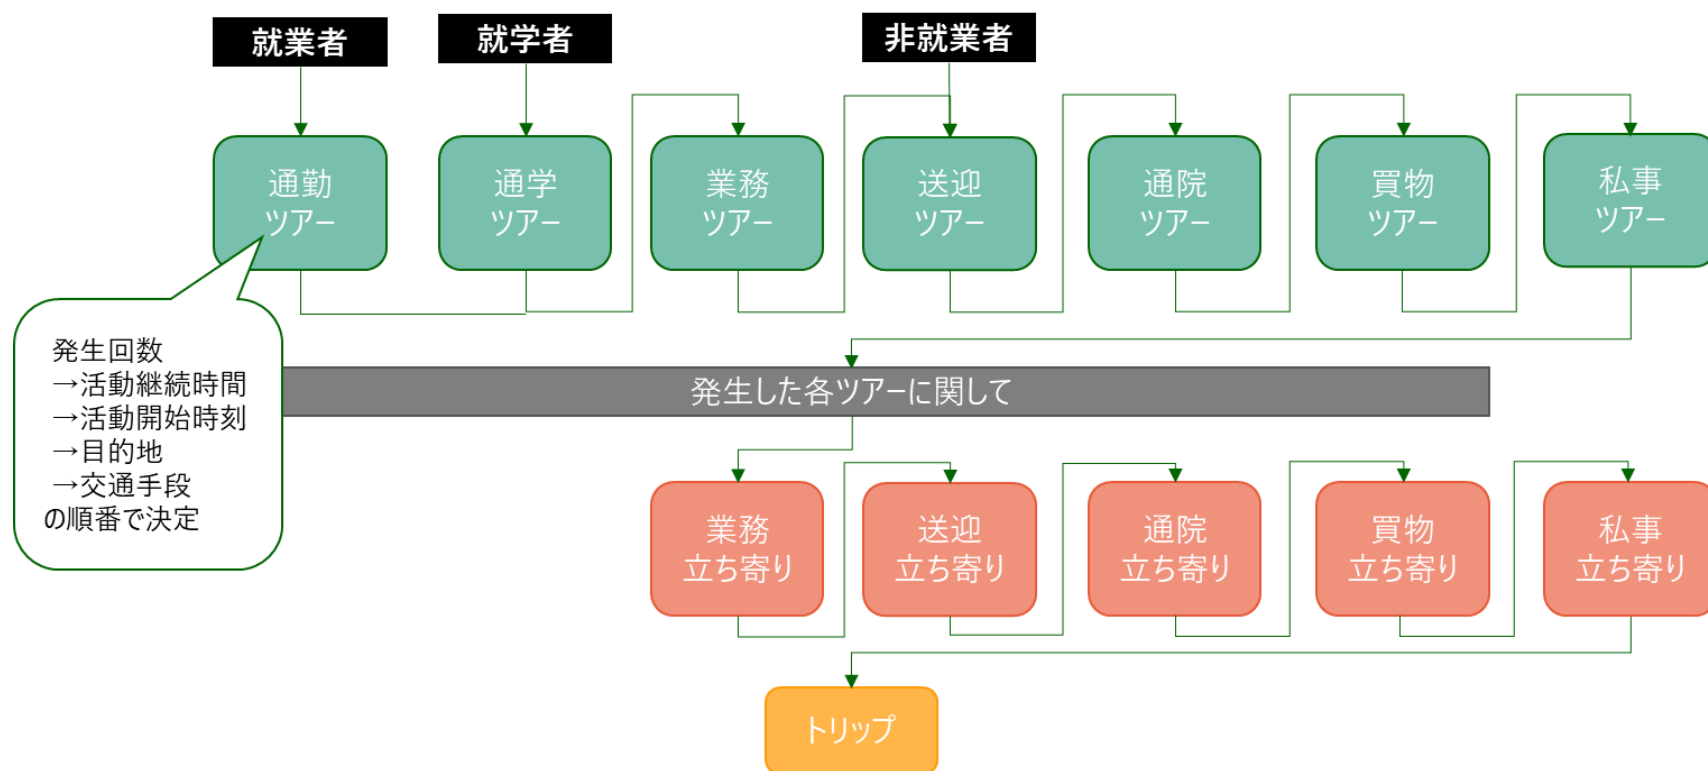 就業者
就学者
非就業者
通勤
ツアー
通学
ツアー
業務
ツアー
送迎
ツアー
通院
ツアー
買物
ツアー
私事
ツアー
発生回数
→活動継続時間
→活動開始時刻
→目的地
→交通手段
の順番で決定
発生した各ツアーに関して
業務
立ち寄り
送迎
立ち寄り
通院
立ち寄り
買物
立ち寄り
私事
立ち寄り
トリップ